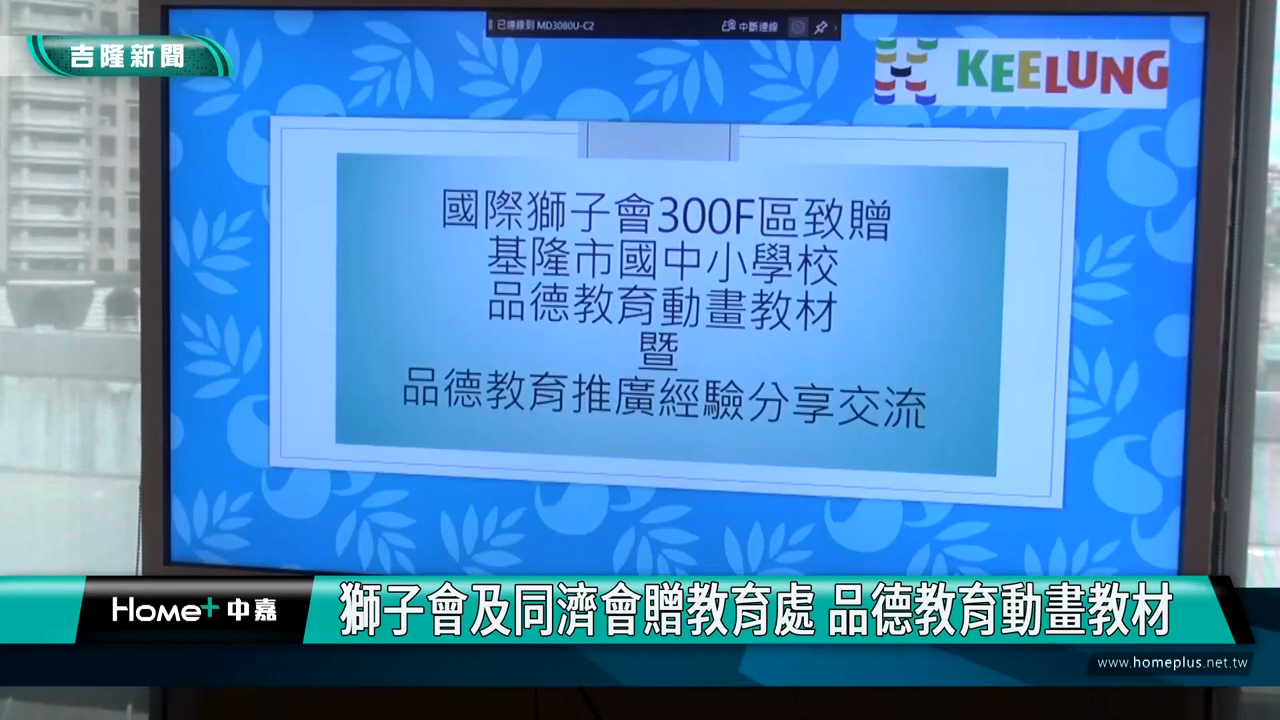 已連線到 MD3080U-C2
中斷連線
吉隆新聞
KEELUNG
國際獅子會300F區致贈
基隆市國中小學校
品德教育動畫教材
暨
品德教育推廣經驗分享交流
Home+中嘉
獅子會及同濟會贈教育處 品德教育動畫教材
www.homeplus.net.tw